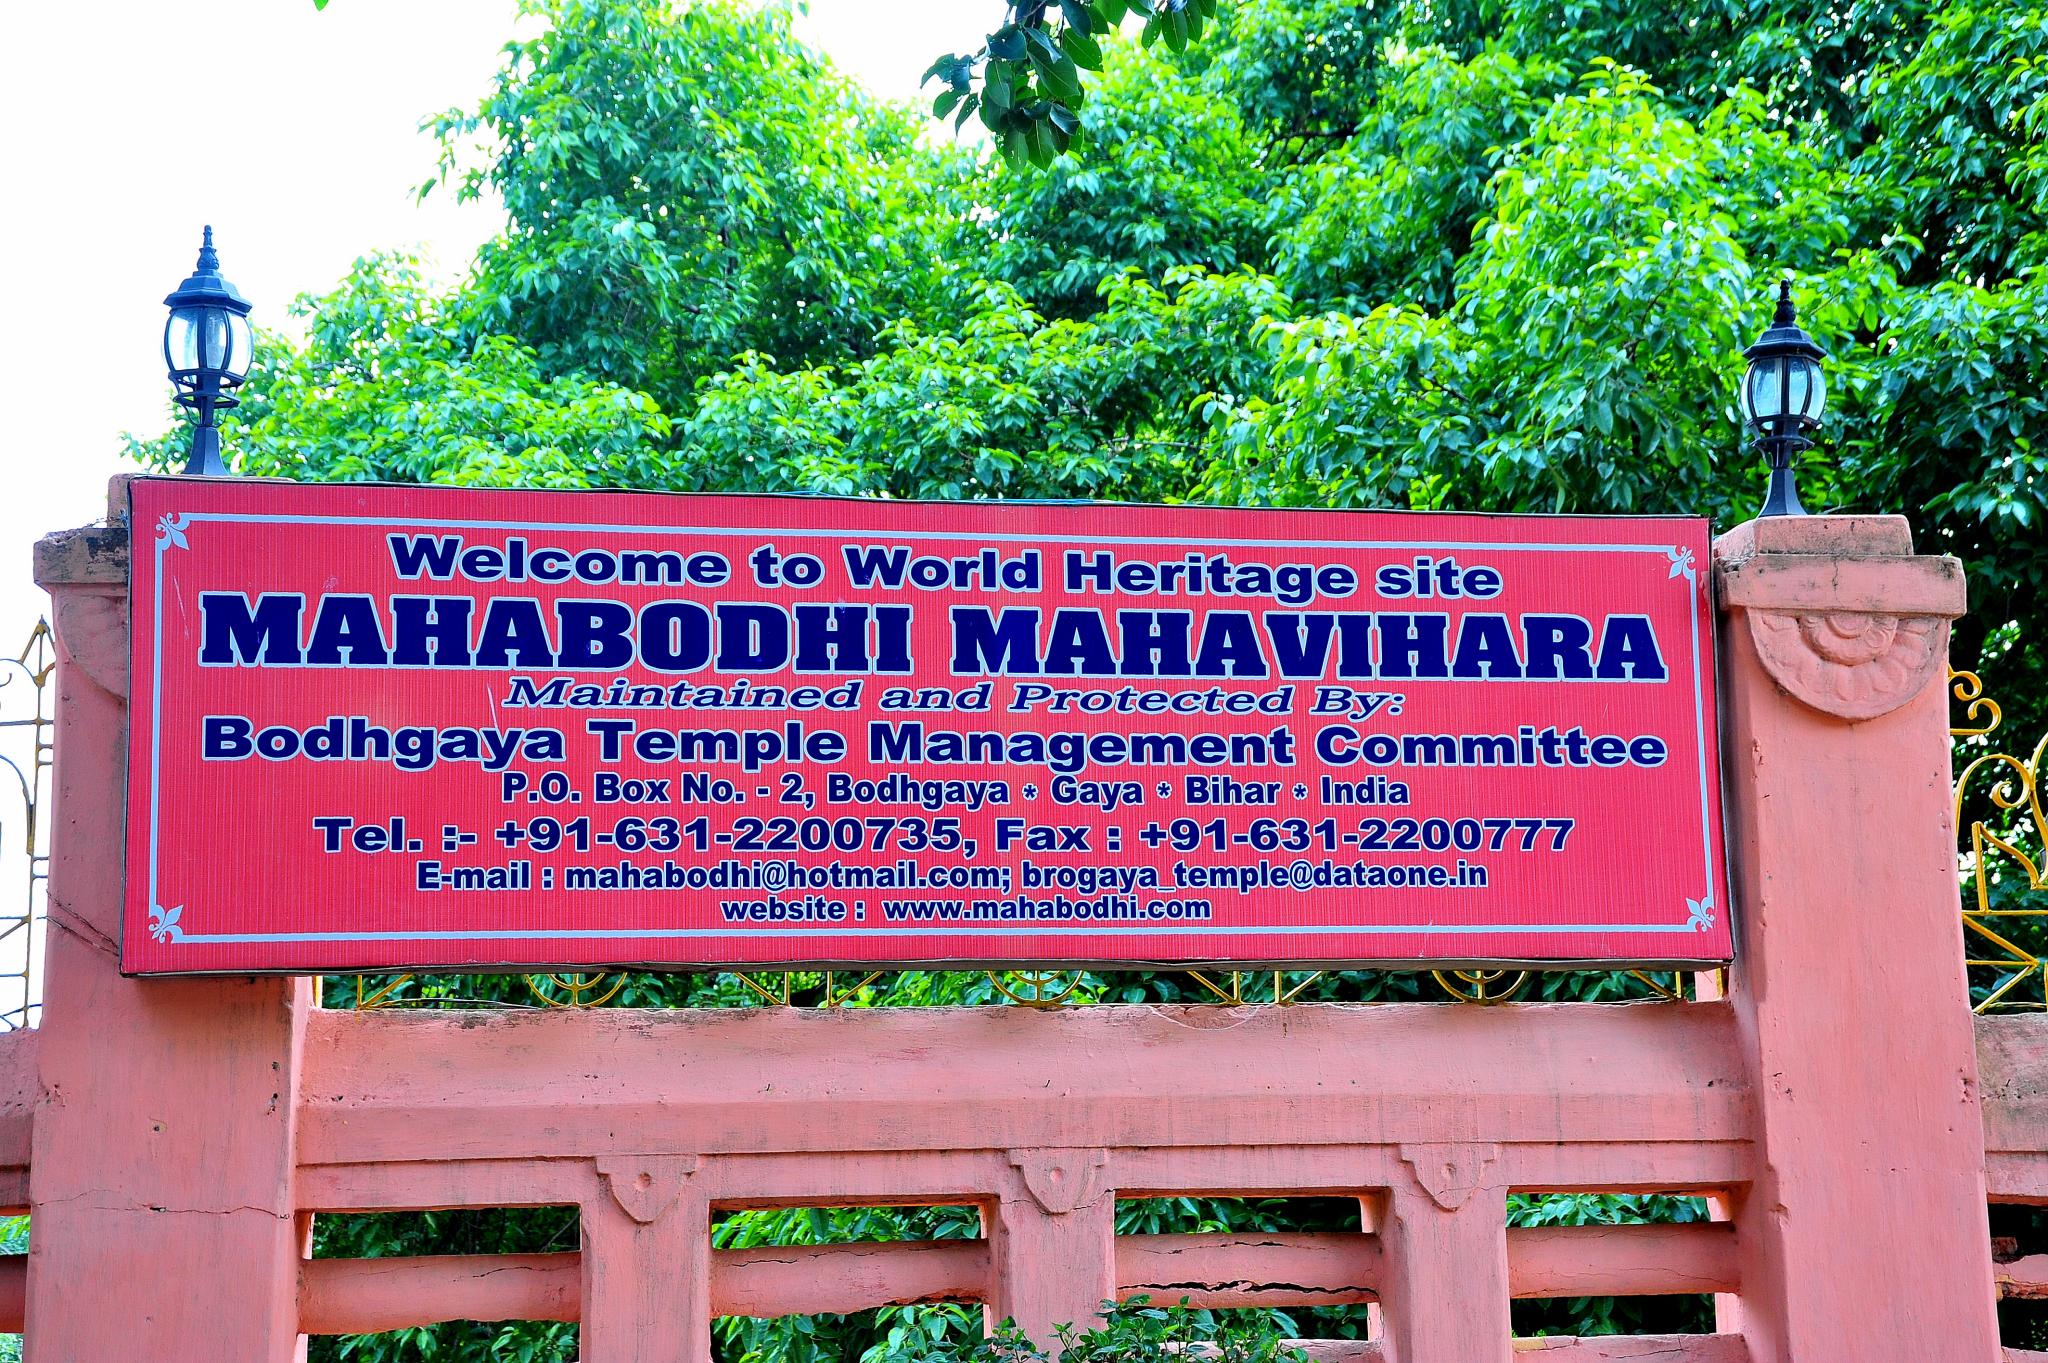 Welcome to World Heritage site
MAHABODHI MAHAVIHARA
Maintained and Protected By:
Bodhgaya Temple Management Committee
P.O. Box No. - 2, Bodhgaya * Gaya * Bihar * India
Tel. :- +91-631-2200735, Fax : +91-631-2200777
E-mail : mahabodhi@hotmail.com; brogaya_temple@dataone.in
website : www.mahabodhi.com